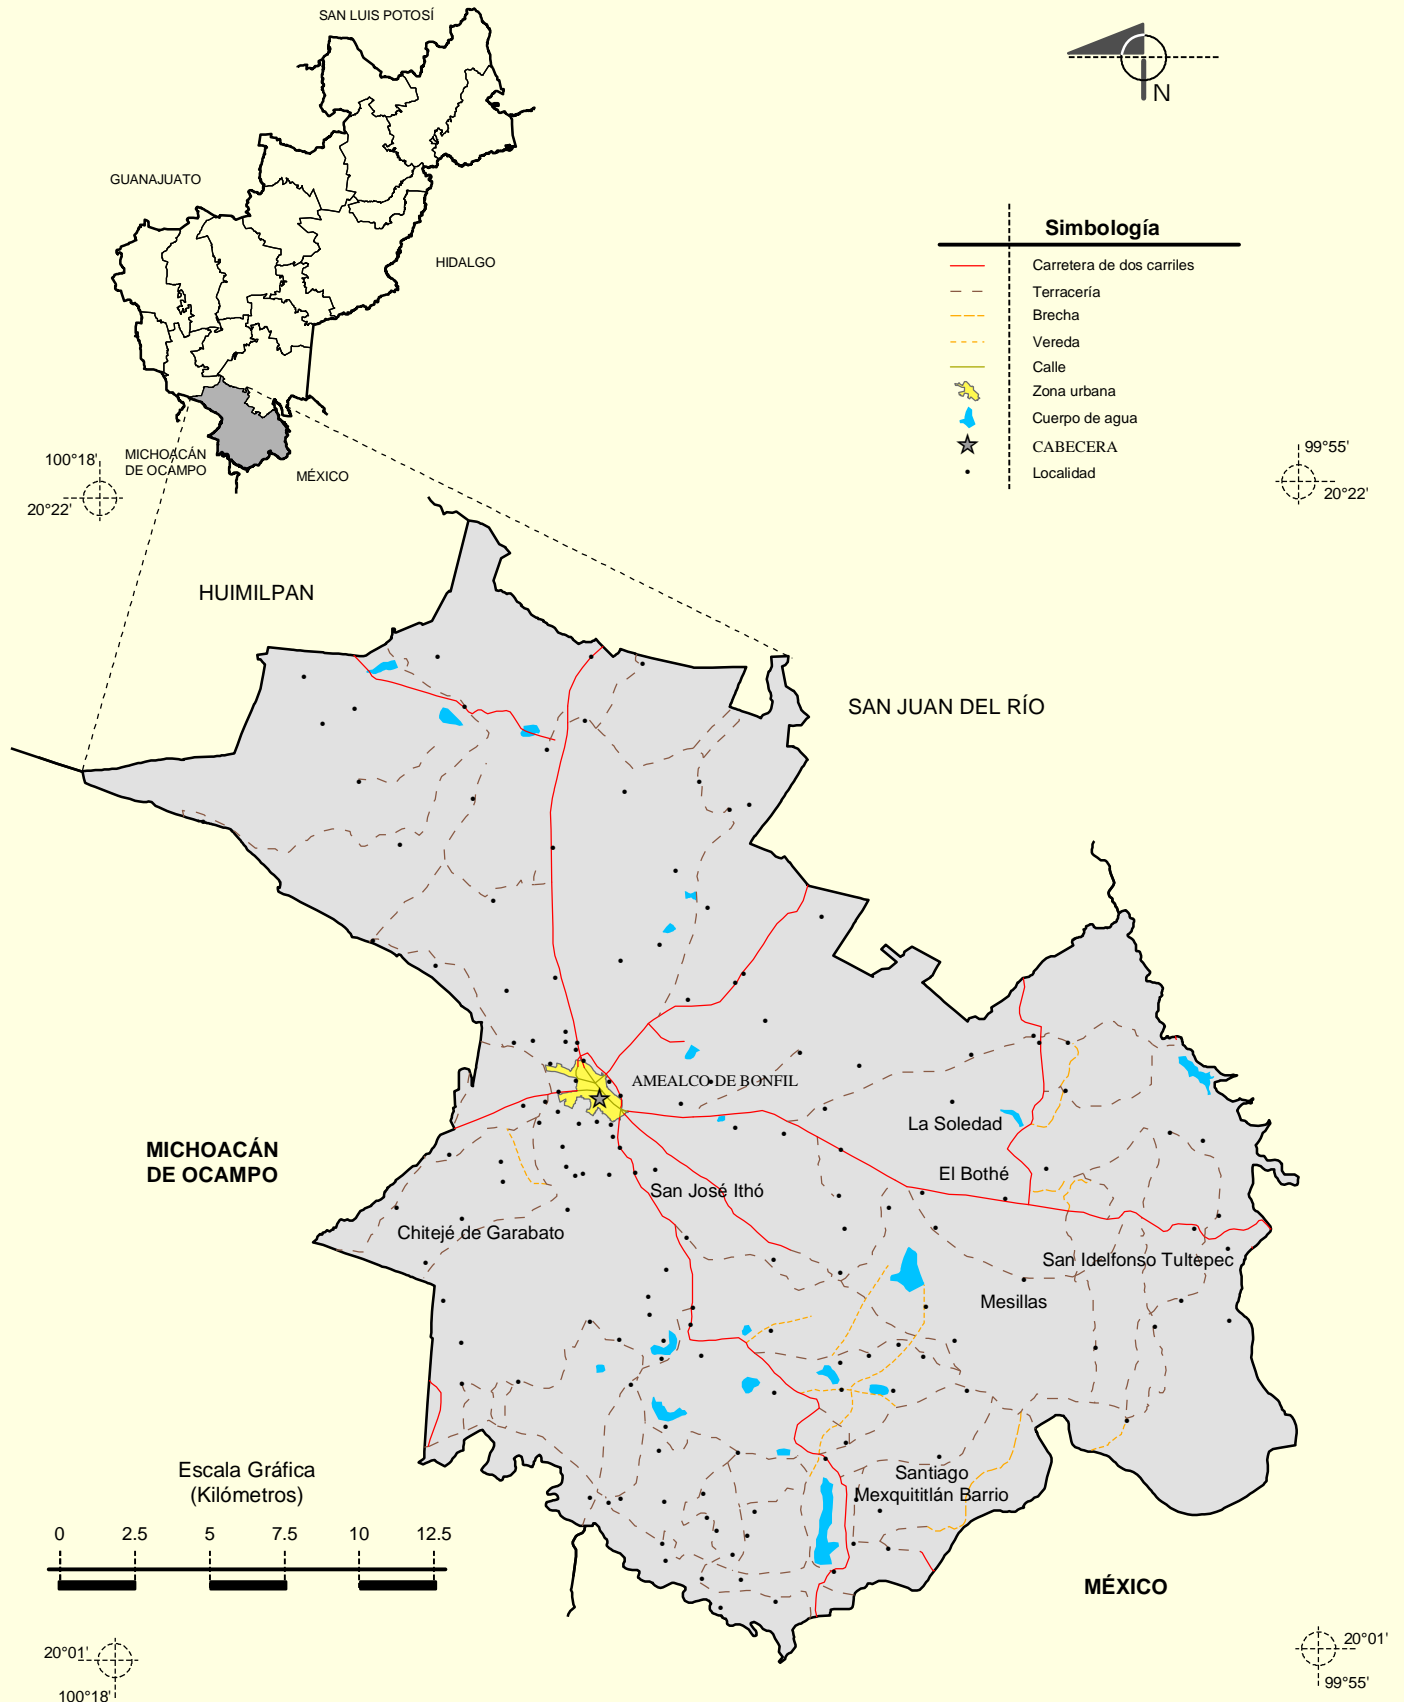 SAN LUIS POTOSÍ
N
GUANAJUATO
HIDALGO
Simbología
Carretera de dos carriles
Terracería
Brecha
Vereda
Calle
Zona urbana
Cuerpo de agua
CABECERA
Localidad
MICHOACÁN
DE OCAMPO
MÉXICO
100°18'
20°22'
99°55'
20°22'
HUIMILPAN
SAN JUAN DEL RÍO
AMEALCO DE BONFIL
La Soledad
MICHOACÁN
DE OCAMPO
El Bothé
San José Ithó
Chitejé de Garabato
San Idelfonso Tultepec
Mesillas
Santiago
Mexquititlán Barrio
Escala Gráfica
(Kilómetros)
0 2.5 5 7.5 10 12.5
MÉXICO
20°01'
100°18'
20°01'
99°55'